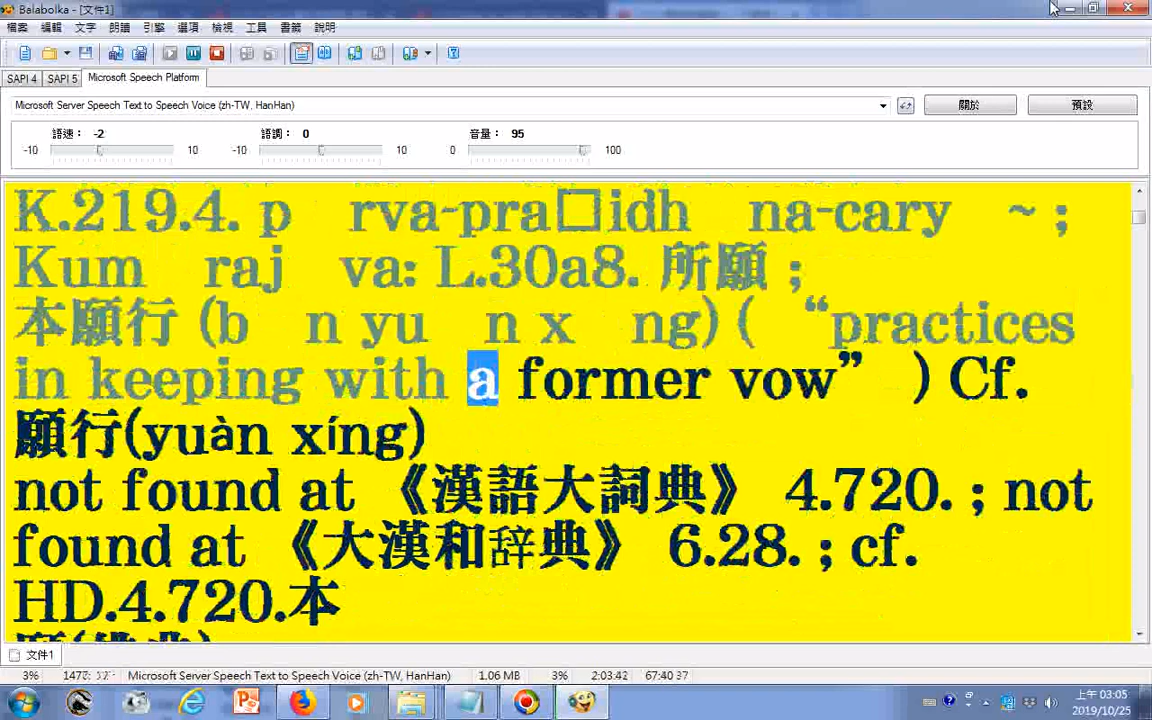 Balabolka - [文件1]
檔案 編輯 文字 朗讀 引擎 選項 檢視 工具 書籤 說明
SAPI 4 SAPI 5 Microsoft Speech Platform
Microsoft Server Speech Text to Speech Voice (zh-TW, HanHan) 關於 預設
語速： -2 語調： 0 音量： 95
-10 10 -10 10 0 100
K.219.4. p rva-pra□idh na-cary ~ ;
Kum raj va: L.30a8. 所願 ;
本願行 (b n yu n x ng) ( “practices
in keeping with a former vow” ) Cf.
願行(yuàn xíng)
not found at 《漢語大詞典》 4.720. ; not
found at 《大漢和辞典》 6.28. ; cf.
HD.4.720.本
文件1
3% Microsoft Server Speech Text to Speech Voice (zh-TW, HanHan) 1.06 MB 3% 2:03:42
上午 03:05
2019/10/25